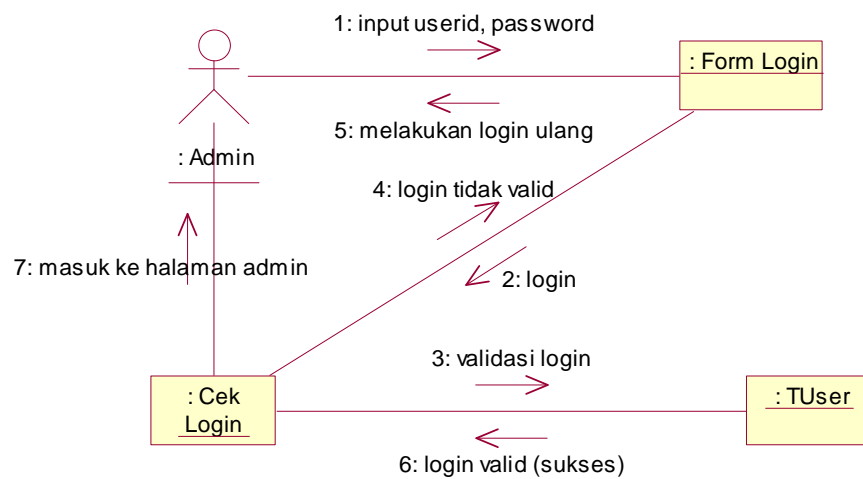 1: input userid, password
: Form Login
5: melakukan login ulang
: Admin
4: login tidak valid
7: masuk ke halaman admin
2: login
3: validasi login
: Cek
Login
: TUser
6: login valid (sukses)